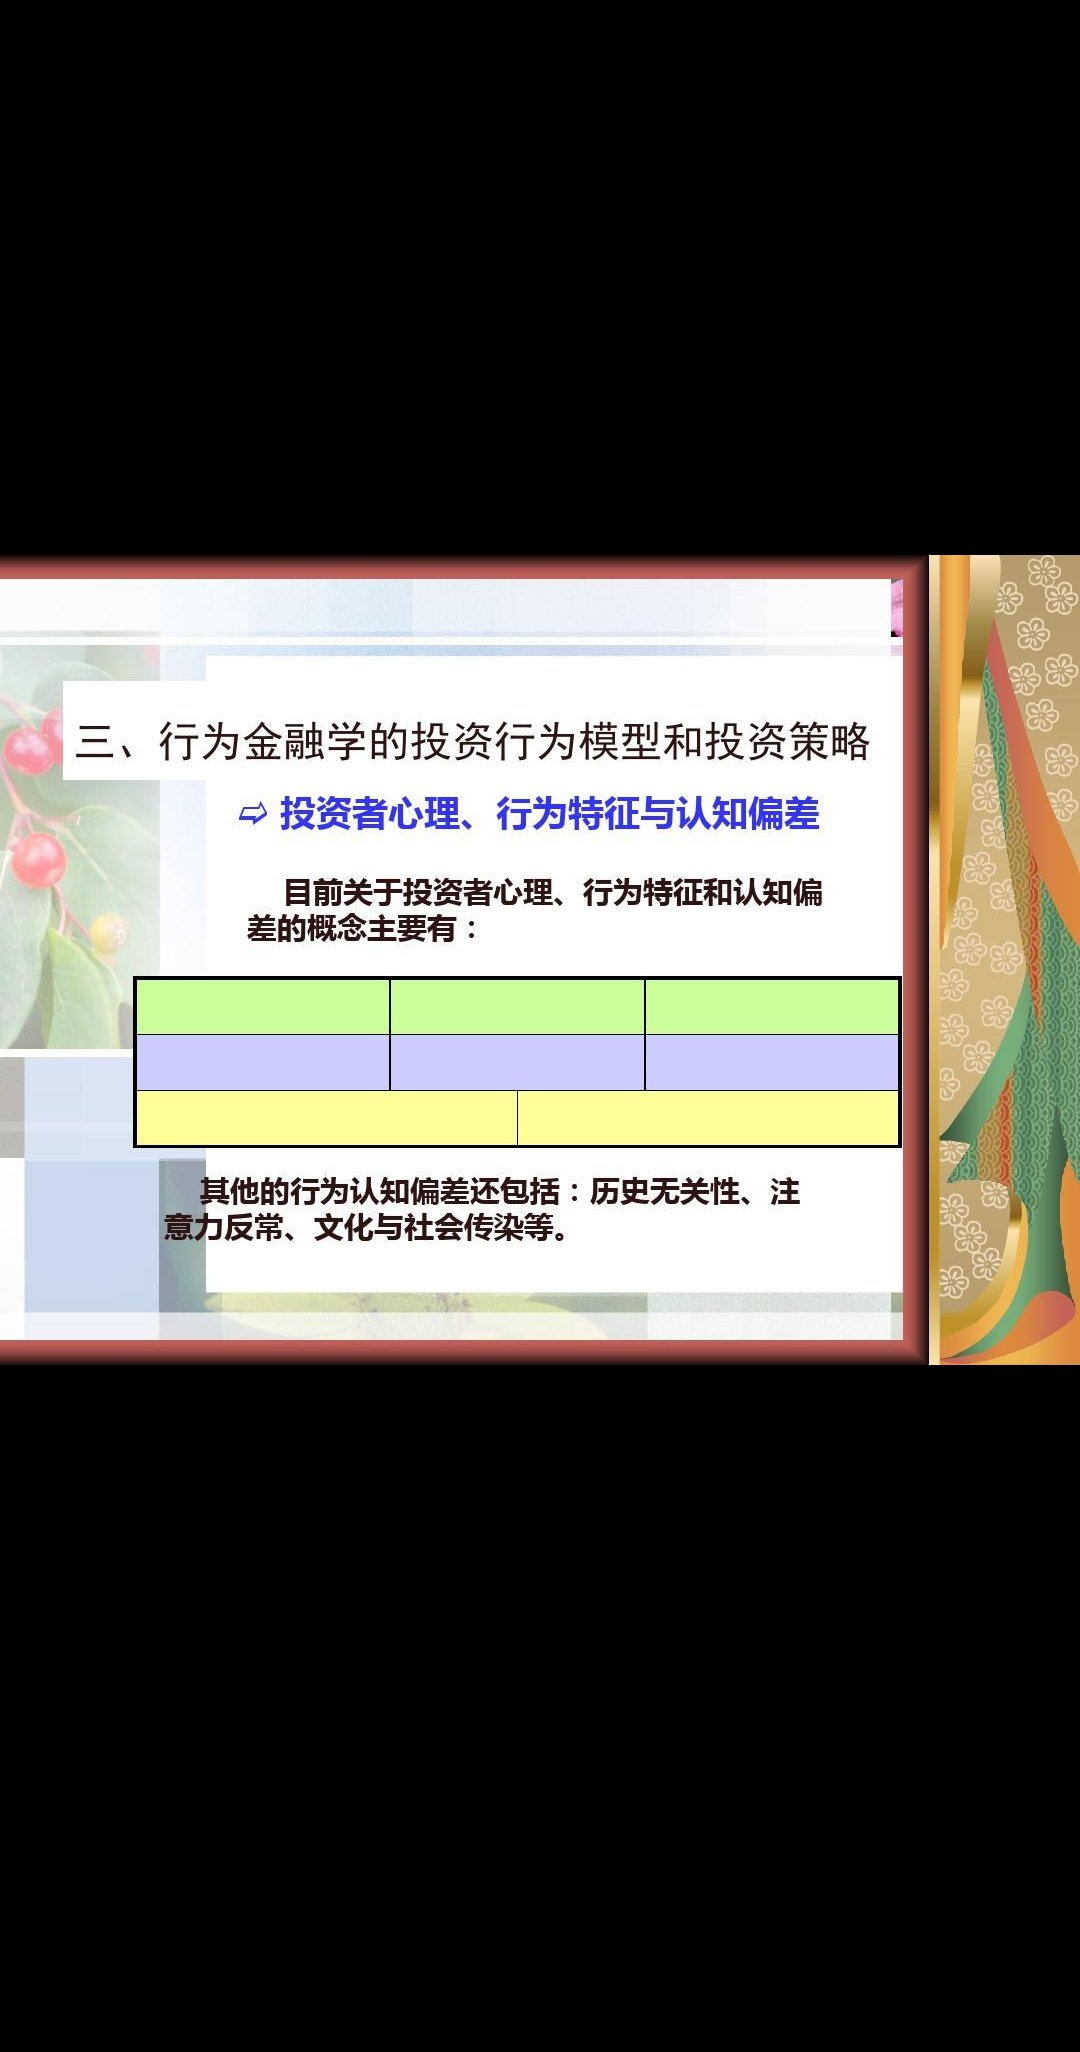 三、行为金融学的投资行为模型和投资策略
➪ 投资者心理、行为特征与认知偏差
目前关于投资者心理、行为特征和认知偏
差的概念主要有：
其他的行为认知偏差还包括：历史无关性、注
意力反常、文化与社会传染等。